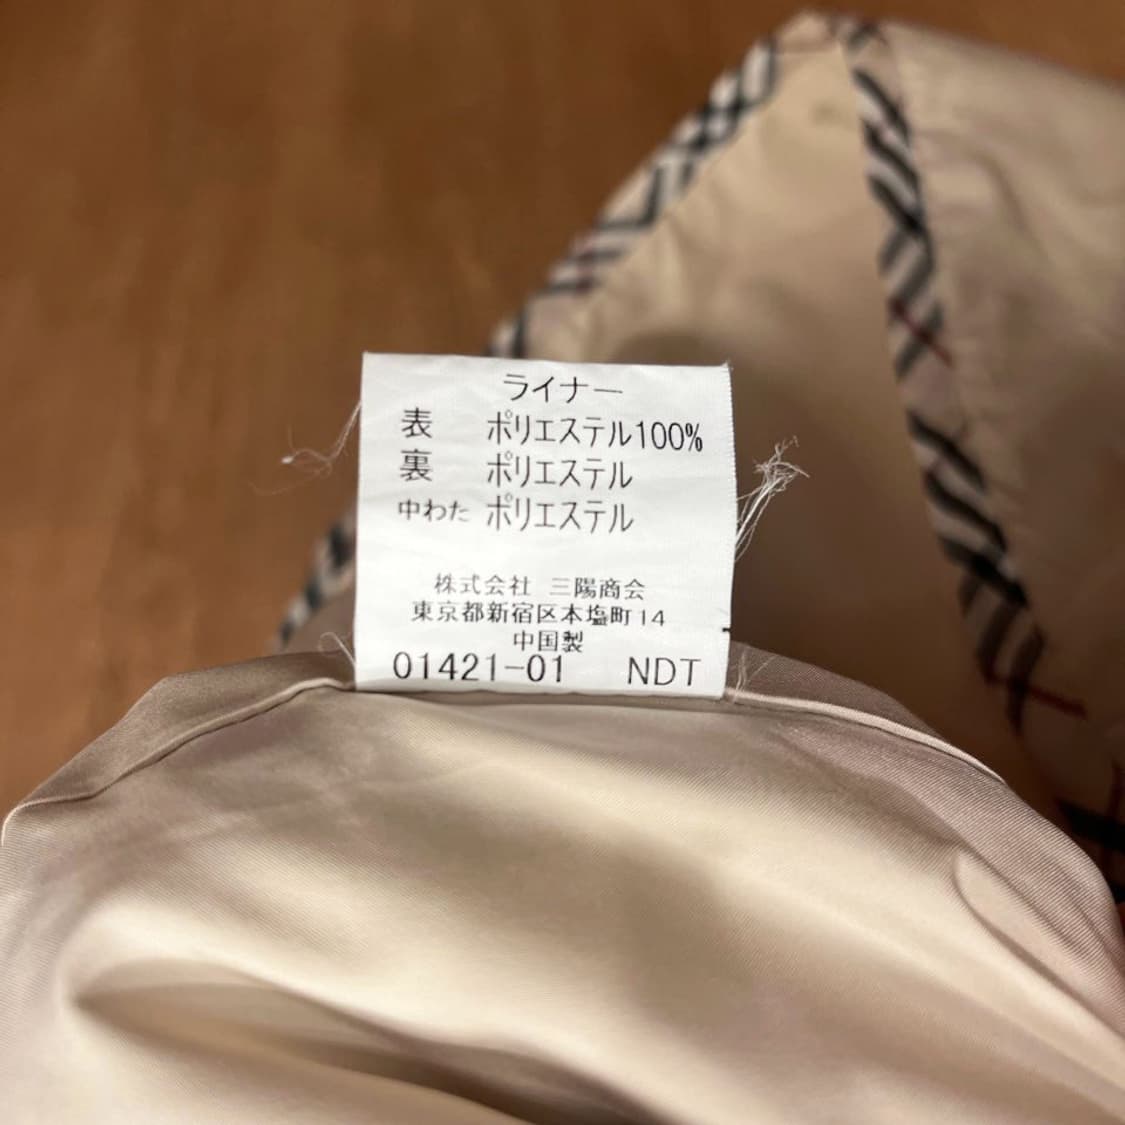 ライナー
表 ポリエステル100%
裏 ポリエステル
中わた ポリエステル
株式会社 三陽商会
東京都新宿区本塩町14
中国製
01421-01 NDT